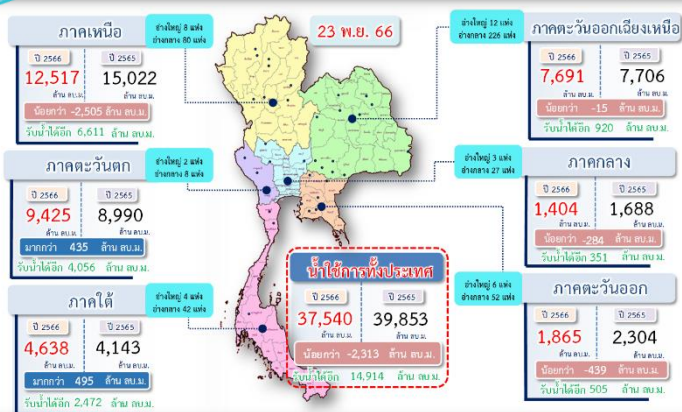 23 พ.ย. 66
ภาคเหนือ
อ่างใหญ่ 8 แห่ง
อ่างกลาง 80 แห่ง
ปี 2566 ปี 2565
12,517 15,022
ล้าน ลบ.ม. ล้าน ลบ.ม.
น้อยกว่า -2,505 ล้าน ลบ.ม.
รับน้ำได้อีก 6,611 ล้าน ลบ.ม.
ภาคตะวันตก
อ่างใหญ่ 2 แห่ง
อ่างกลาง 8 แห่ง
ปี 2566 ปี 2565
9,425 8,990
ล้าน ลบ.ม. ล้าน ลบ.ม.
มากกว่า 435 ล้าน ลบ.ม.
รับน้ำได้อีก 4,056 ล้าน ลบ.ม.
ภาคใต้
อ่างใหญ่ 4 แห่ง
อ่างกลาง 42 แห่ง
ปี 2566 ปี 2565
4,638 4,143
ล้าน ลบ.ม. ล้าน ลบ.ม.
มากกว่า 495 ล้าน ลบ.ม.
รับน้ำได้อีก 2,472 ล้าน ลบ.ม.
น้ำใช้การทั้งประเทศ
ปี 2566 ปี 2565
37,540 39,853
ล้าน ลบ.ม. ล้าน ลบ.ม.
น้อยกว่า -2,313 ล้าน ลบ.ม.
รับน้ำได้อีก 14,914 ล้าน ลบ.ม.
อ่างใหญ่ 12 แห่ง
อ่างกลาง 226 แห่ง
ภาคตะวันออกเฉียงเหนือ
ปี 2566 ปี 2565
7,691 7,706
ล้าน ลบ.ม. ล้าน ลบ.ม.
น้อยกว่า -15 ล้าน ลบ.ม.
รับน้ำได้อีก 920 ล้าน ลบ.ม.
อ่างใหญ่ 3 แห่ง
อ่างกลาง 27 แห่ง
ภาคกลาง
ปี 2566 ปี 2565
1,404 1,688
ล้าน ลบ.ม. ล้าน ลบ.ม.
น้อยกว่า -284 ล้าน ลบ.ม.
รับน้ำได้อีก 351 ล้าน ลบ.ม.
อ่างใหญ่ 6 แห่ง
อ่างกลาง 52 แห่ง
ภาคตะวันออก
ปี 2566 ปี 2565
1,865 2,304
ล้าน ลบ.ม. ล้าน ลบ.ม.
น้อยกว่า -439 ล้าน ลบ.ม.
รับน้ำได้อีก 505 ล้าน ลบ.ม.